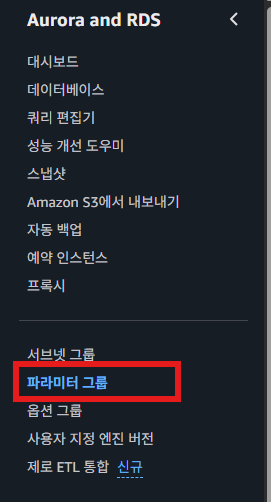 Aurora and RDS
대시보드
데이터베이스
쿼리 편집기
성능 개선 도우미
스냅샷
Amazon S3에서 내보내기
자동 백업
예약 인스턴스
프록시
서브넷 그룹
파라미터 그룹
옵션 그룹
사용자 지정 엔진 버전
제로 ETL 통합 신규